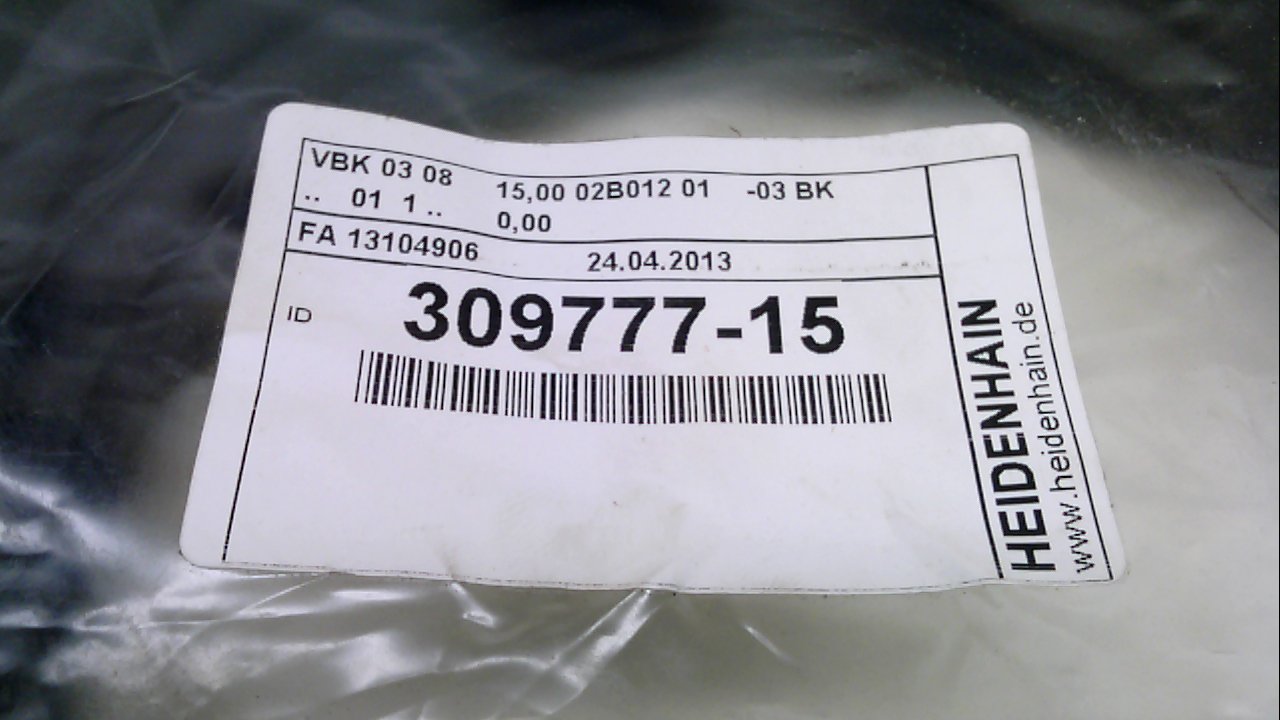 VBK 03 08 15,00 02B012 01 -03 BK
.. 01 1 .. 0,00
FA 13104906 24.04.2013
ID 309777-15
HEIDENHAIN
www.heidenhain.de